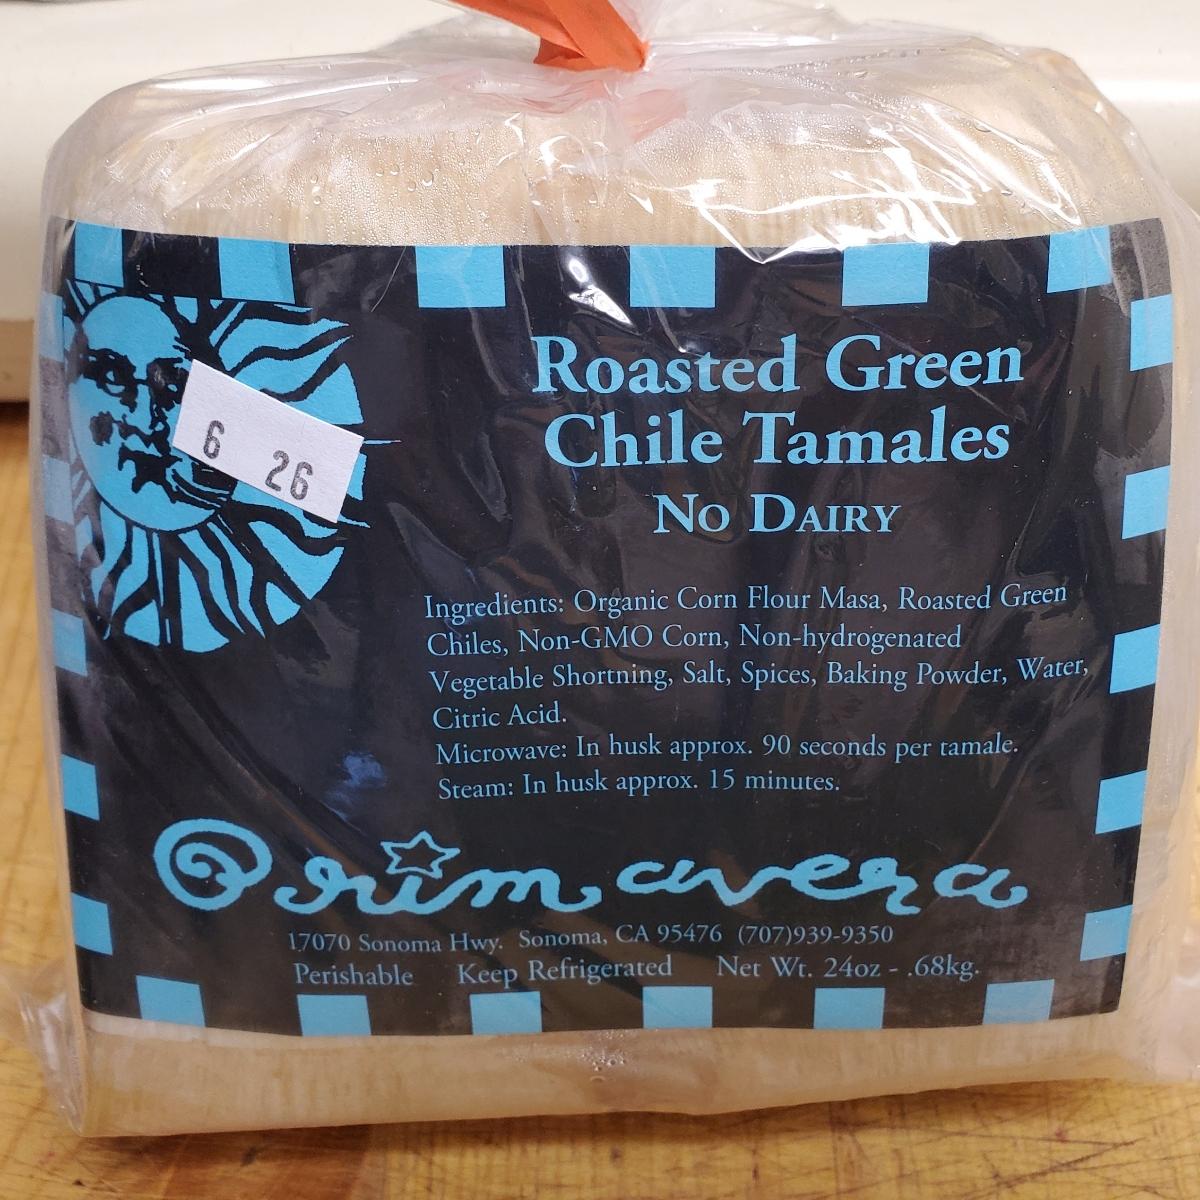 6 26
Roasted Green
Chile Tamales
No Dairy
Ingredients: Organic Corn Flour Masa, Roasted Green
Chiles, Non-GMO Corn, Non-hydrogenated
Vegetable Shortning, Salt, Spices, Baking Powder, Water,
Citric Acid.
Microwave: In husk approx. 90 seconds per tamale.
Steam: In husk approx. 15 minutes.
Primavera
17070 Sonoma Hwy. Sonoma, CA 95476 (707)939-9350
Perishable Keep Refrigerated Net Wt. 24oz - .68kg.